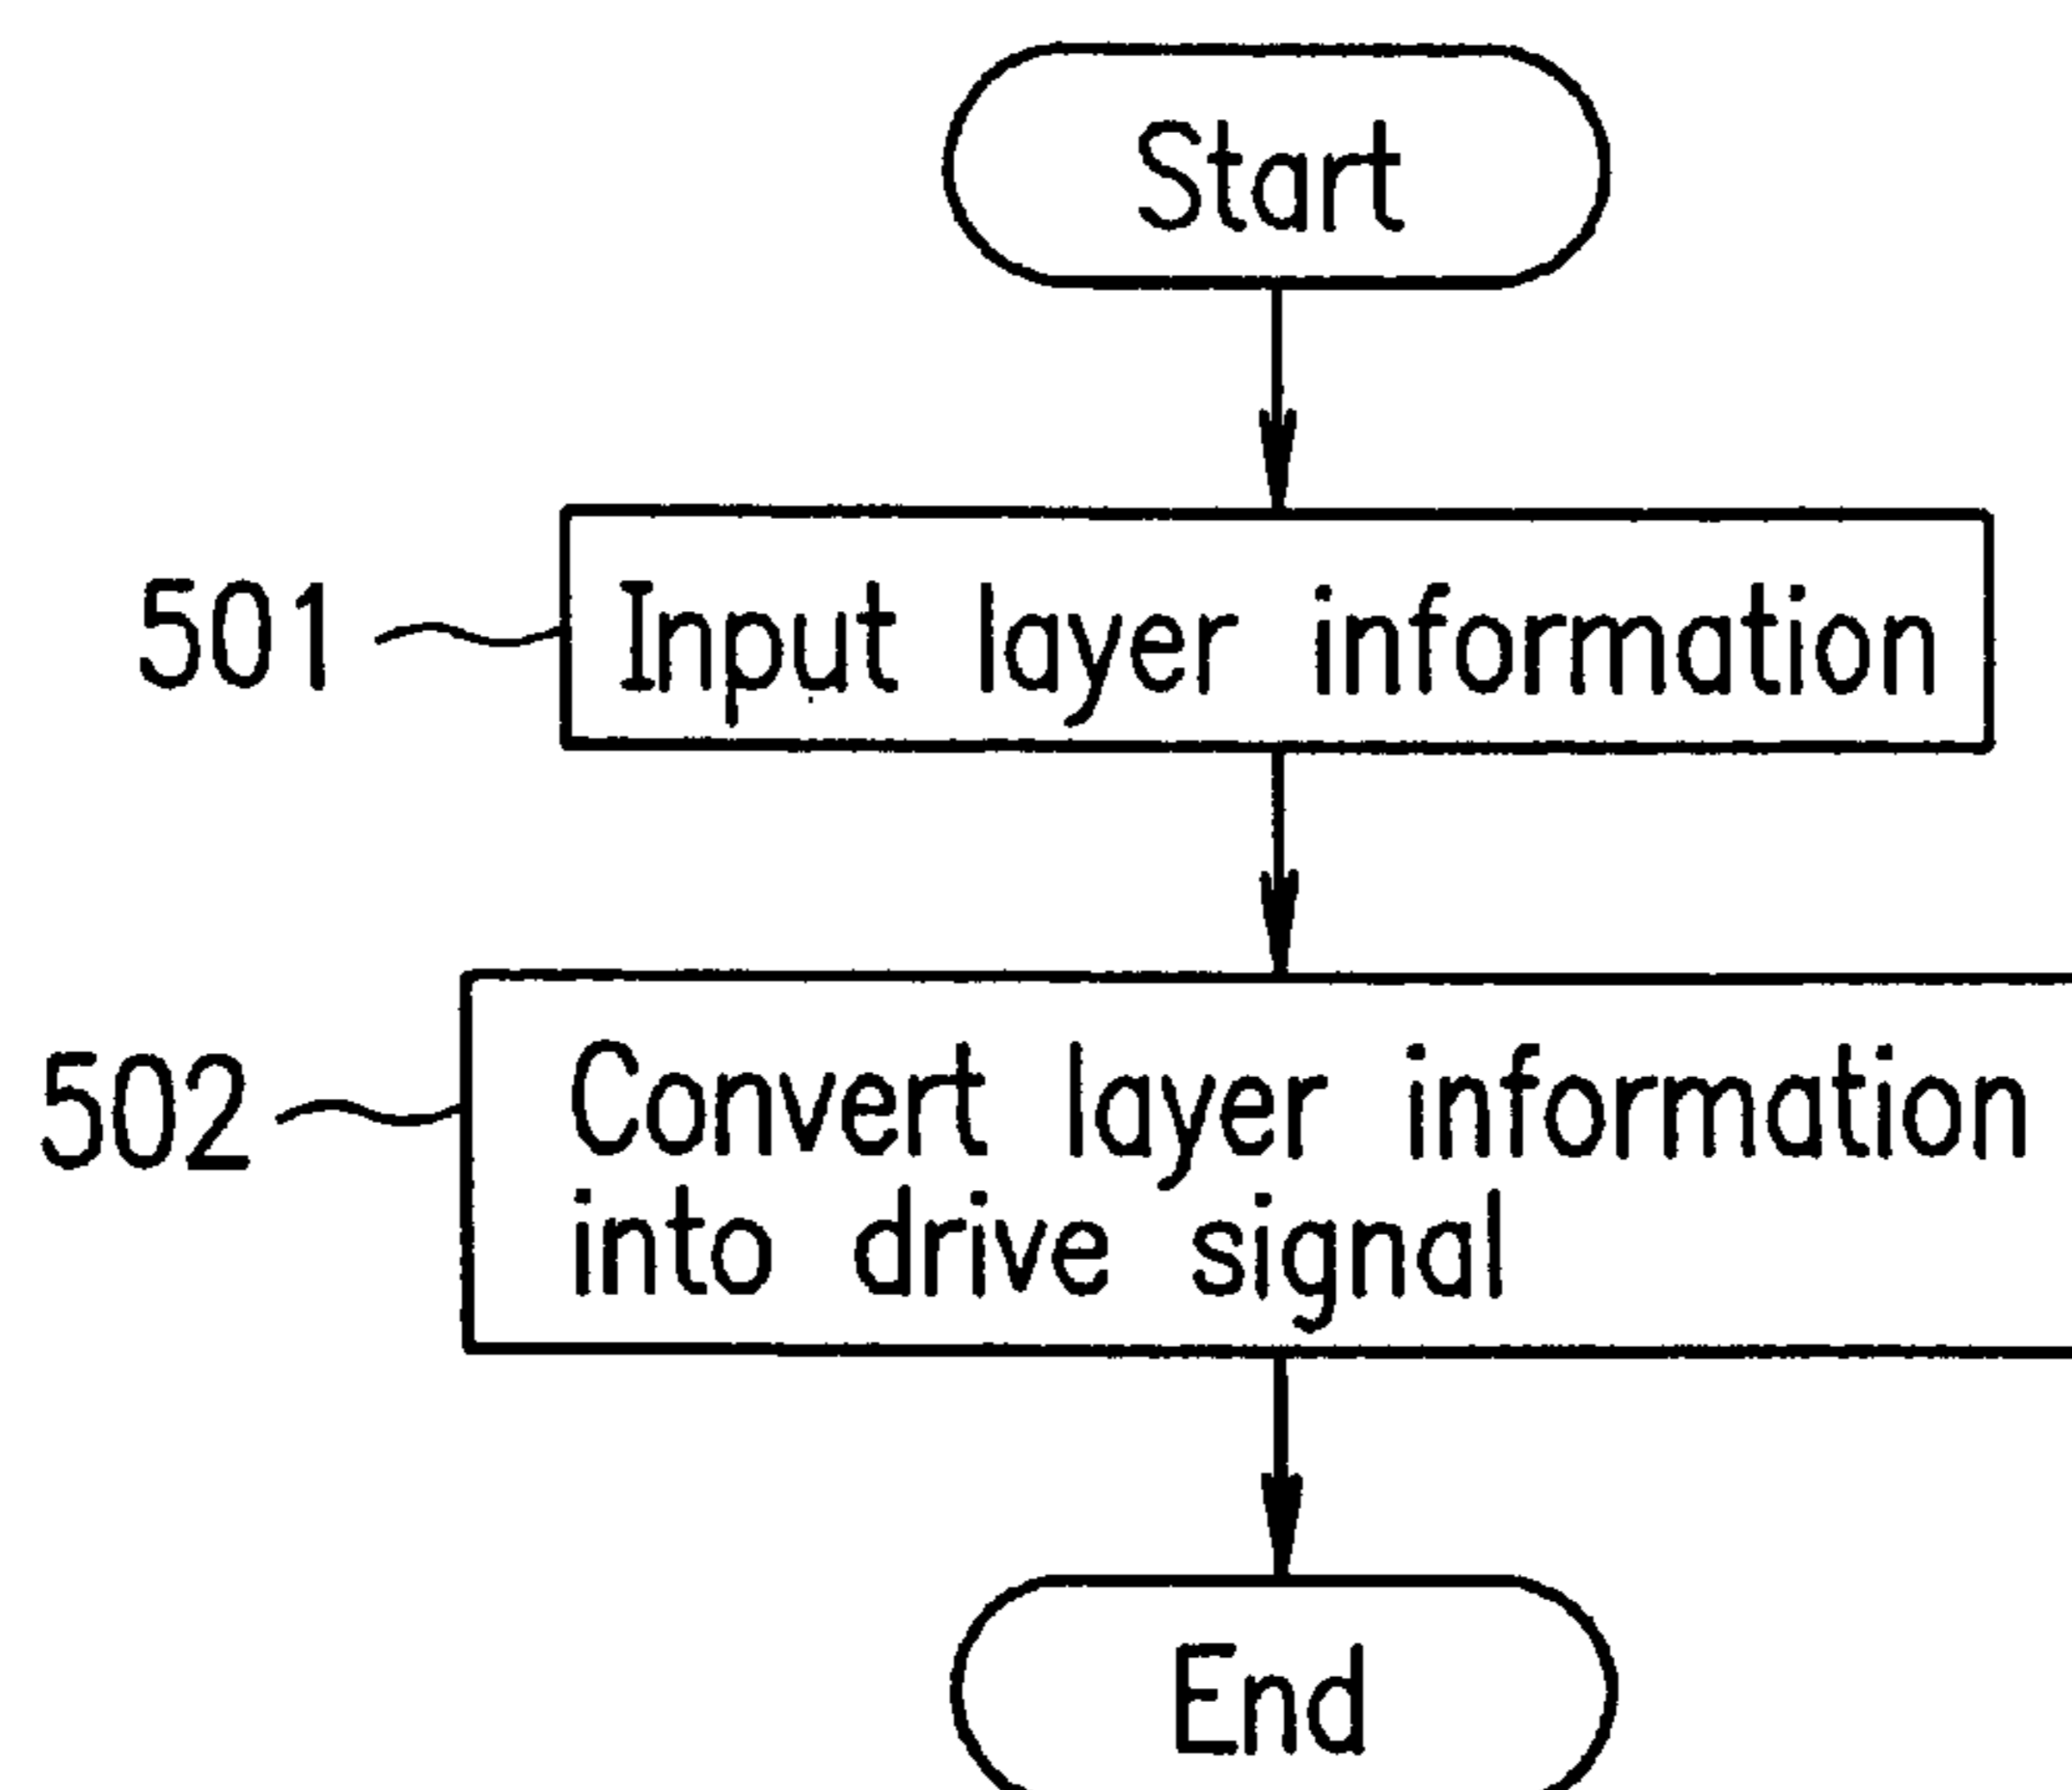 Start
501 Input layer information
502 Convert layer information
into drive signal
End